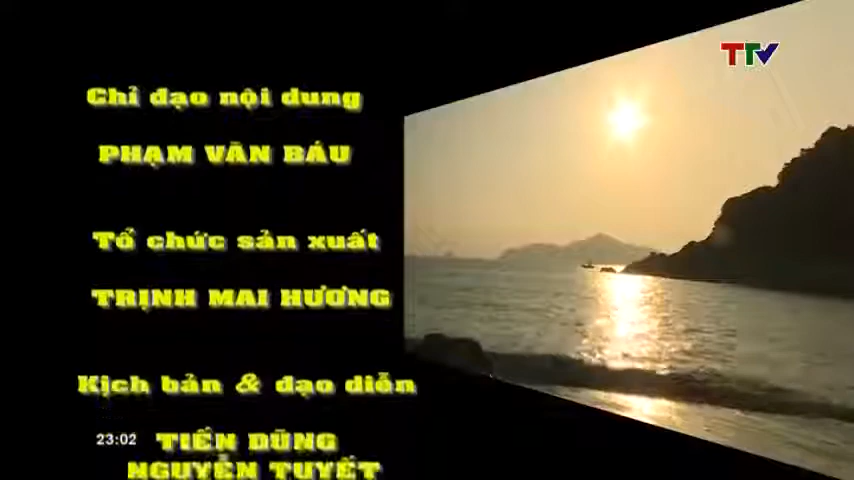 TTV
Chỉ đạo nội dung
PHẠM VĂN BÁU
Tổ chức sản xuất
TRỊNH MAI HƯƠNG
Kịch bản & đạo diễn
23:02
TIẾN DŨNG
NGUYỄN TUYẾT